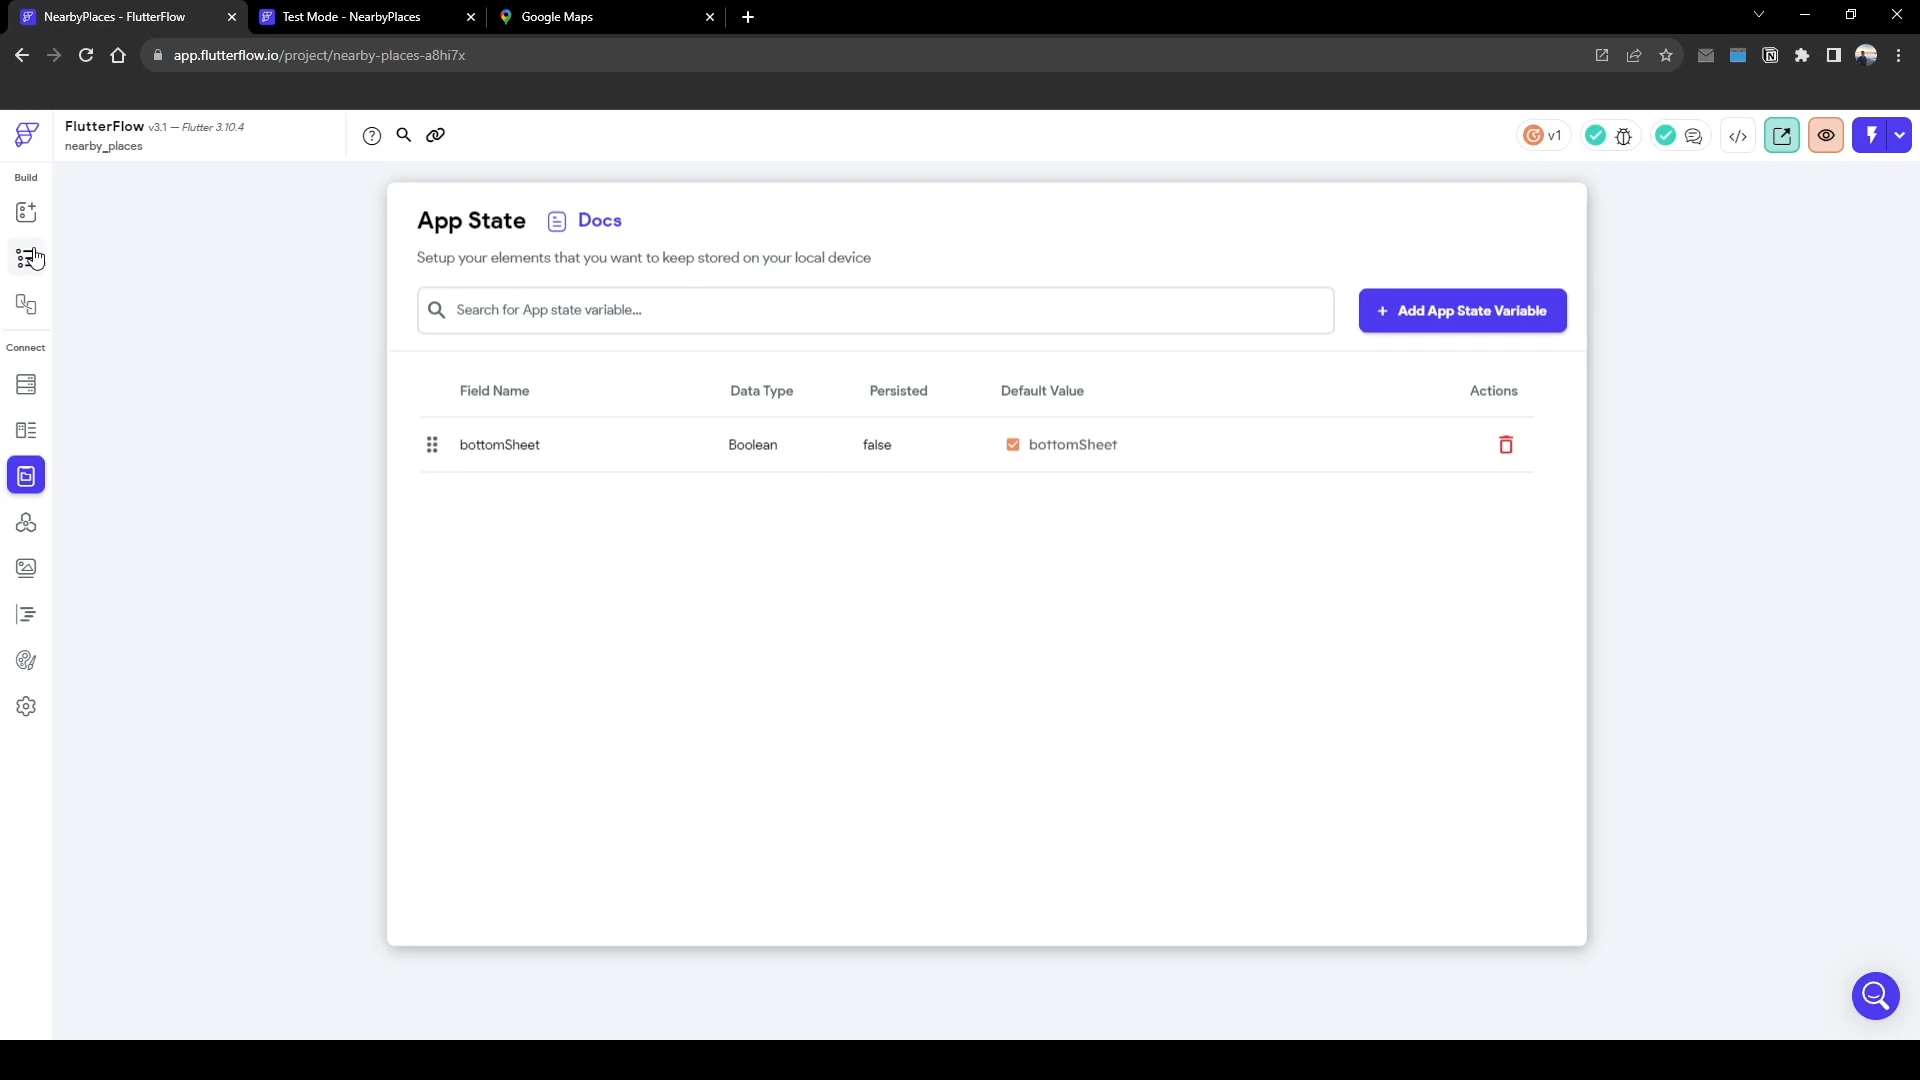 NearbyPlaces - FlutterFlow
Test Mode - NearbyPlaces
Google Maps
app.flutterflow.io/project/nearby-places-a8hi7x
FlutterFlow v3.1 — Flutter 3.10.4
nearby_places
v1
Build
Connect
App State
Docs
Setup your elements that you want to keep stored on your local device
Search for App state variable...
+ Add App State Variable
Field Name Data Type Persisted Default Value Actions
bottomSheet Boolean false bottomSheet